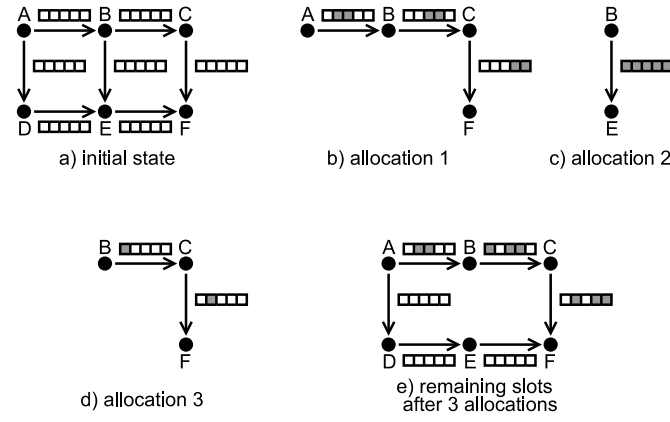 A B C
D E F
a) initial state
A B C
F
b) allocation 1
B
E
c) allocation 2
B C
F
d) allocation 3
A B C
D E F
e) remaining slots
after 3 allocations